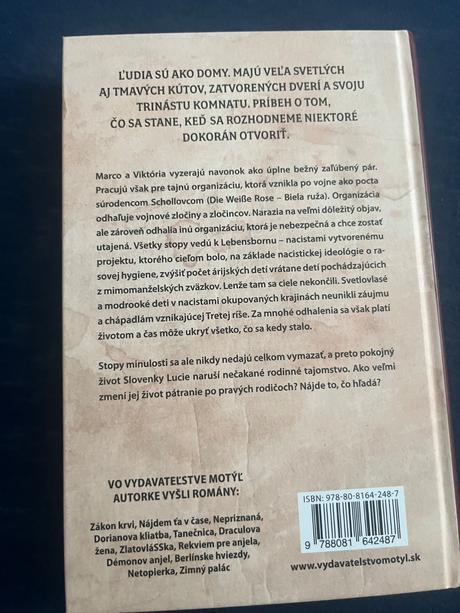 ĽUDIA SÚ AKO DOMY. MAJÚ VEĽA SVETLÝCH
AJ TMAVÝCH KÚTOV, ZATVORENÝCH DVERÍ A SVOJU
TRINÁSTU KOMNATU. PRÍBEH O TOM,
ČO SA STANE, KEĎ SA ROZHODNEME NIEKTORÉ
DOKORÁN OTVORIŤ.
Marco a Viktória vyzerajú navonok ako úplne bežný zaľúbený pár.
Pracujú však pre tajnú organizáciu, ktorá vznikla po vojne ako pocta
súrodencom Schollovcom (Die Weiße Rose – Biela ruža). Organizácia
odhaľuje vojnové zločiny a zločincov. Narazia na veľmi dôležitý objav,
ale zároveň odhalia inú organizáciu, ktorá je nebezpečná a chce zostať
utajená. Všetky stopy vedú k Lebensbornu – nacistami vytvorenému
projektu, ktorého cieľom bolo, na základe nacistickej ideológie o ra-
sovej hygiene, zvýšiť počet árijských detí vrátane detí pochádzajúcich
z mimomanželských zväzkov. Lenže tam sa ciele nekončili. Svetlovlasé
a modrooké deti v nacistami okupovaných krajinách neunikli záujmu
a chápadlám vznikajúcej Tretej ríše. Za mnohé odhalenia sa však platí
životom a čas môže ukryť všetko, čo sa kedy stalo.
Stopy minulosti sa ale nikdy nedajú celkom vymazať, a preto pokojný
život Slovenky Lucie naruší nečakané rodinné tajomstvo. Ako veľmi
zmení jej život pátranie po pravých rodičoch? Nájde to, čo hľadá?
VO VYDAVATEĽSTVE MOTÝĽ
AUTORKE VYŠLI ROMÁNY:
Zákon krvi, Nájdem ťa v čase, Nepriznaná,
Dorianova kliatba, Tanečnica, Draculova
žena, ZlatovláSSka, Rekviem pre anjela,
Démonov anjel, Berlínske hviezdy,
Netopierka, Zimný palác
ISBN: 978-80-8164-248-7
9 788081 642487
www.vydavatelstvomotyl.sk